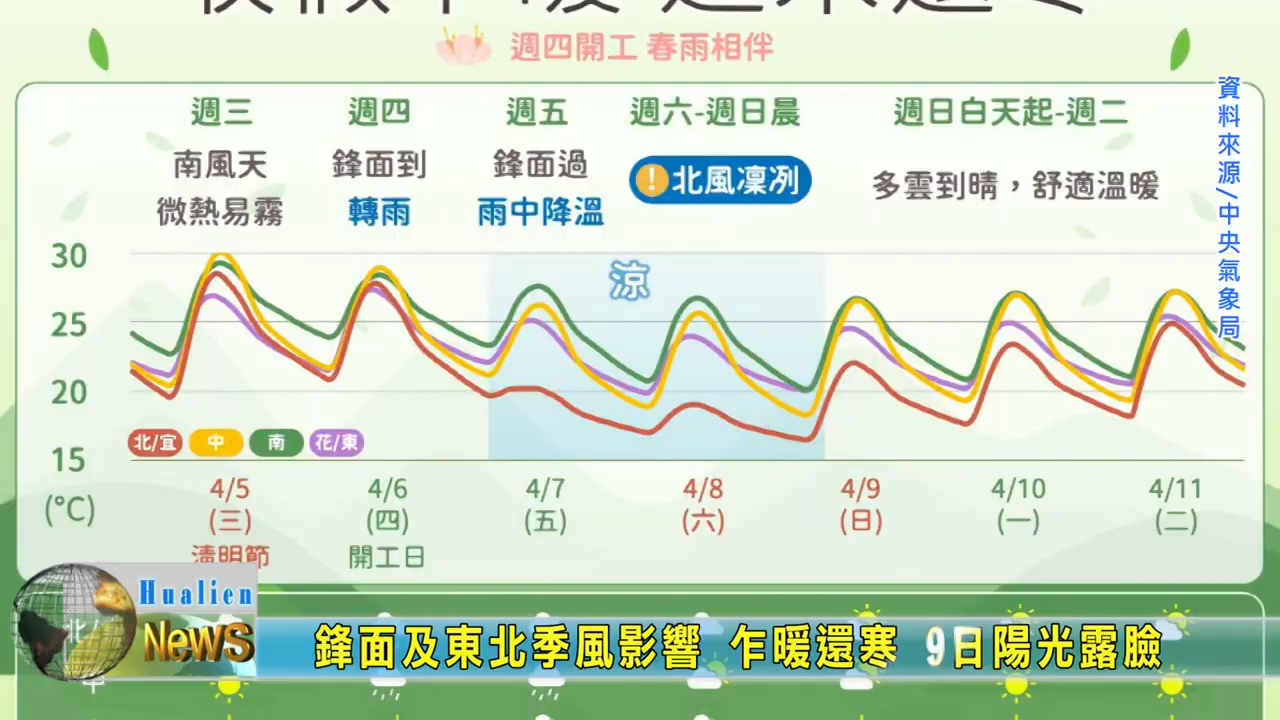 週四開工 春雨相伴
週三 週四 週五 週六-週日晨 週日白天起-週二
南風天 鋒面到 鋒面過 北風凜冽 多雲到晴，舒適溫暖
微熱易霧 轉雨 雨中降溫
資料來源/中央氣象局
涼
30
25
20
15
(°C)
北/宜 中 南 花/東
4/5 4/6 4/7 4/8 4/9 4/10 4/11
(三) (四) (五) (六) (日) (一) (二)
清明節 開工日
Hualien
NewS
鋒面及東北季風影響 乍暖還寒 9日陽光露臉